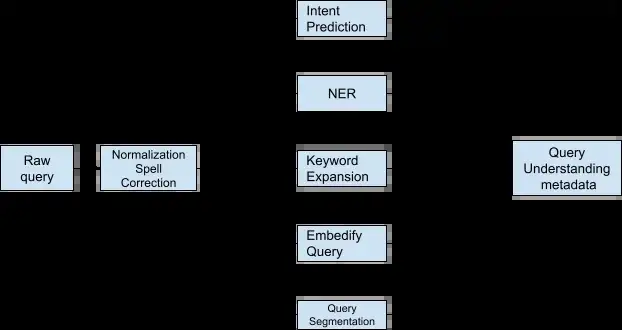 Raw
query
Normalization
Spell
Correction
Intent
Prediction
NER
Keyword
Expansion
Embedify
Query
Query
Segmentation
Query
Understanding
metadata